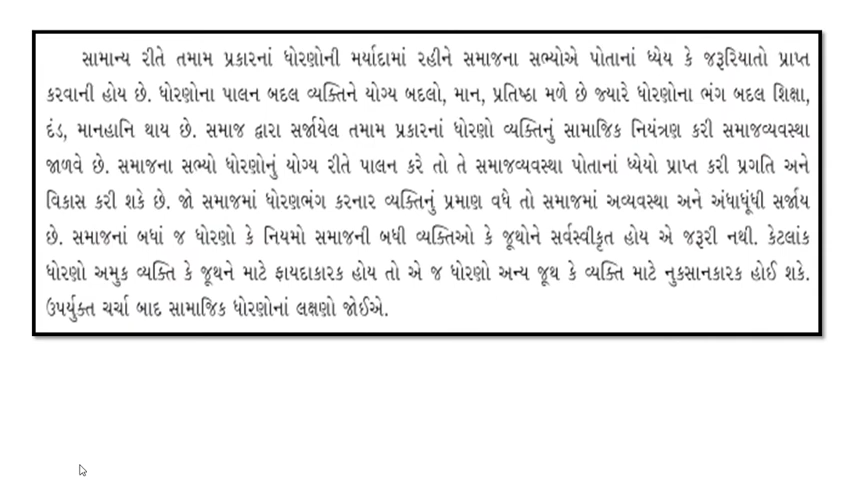 સામાન્ય રીતે તમામ પ્રકારનાં ધોરણોની મર્યાદામાં રહીને સમાજના સભ્યોએ પોતાનાં ધ્યેય કે જરૂરિયાતો પ્રાપ્ત
કરવાની હોય છે. ધોરણોના પાલન બદલ વ્યક્તિને યોગ્ય બદલો, માન, પ્રતિષ્ઠા મળે છે જ્યારે ધોરણોના ભંગ બદલ શિક્ષા,
દંડ, માનહાનિ થાય છે. સમાજ દ્વારા સર્જાયેલ તમામ પ્રકારનાં ધોરણો વ્યક્તિનું સામાજિક નિયંત્રણ કરી સમાજવ્યવસ્થા
જાળવે છે. સમાજના સભ્યો ધોરણોનું યોગ્ય રીતે પાલન કરે તો તે સમાજવ્યવસ્થા પોતાનાં ધ્યેયો પ્રાપ્ત કરી પ્રગતિ અને
વિકાસ કરી શકે છે. જો સમાજમાં ધોરણભંગ કરનાર વ્યક્તિનું પ્રમાણ વધે તો સમાજમાં અવ્યવસ્થા અને અંધાધૂંધી સર્જાય
છે. સમાજનાં બધાં જ ધોરણો કે નિયમો સમાજની બધી વ્યક્તિઓ કે જૂથોને સર્વસ્વીકૃત હોય એ જરૂરી નથી. કેટલાંક
ધોરણો અમુક વ્યક્તિ કે જૂથને માટે ફાયદાકારક હોય તો એ જ ધોરણો અન્ય જૂથ કે વ્યક્તિ માટે નુકસાનકારક હોઈ શકે.
ઉપર્યુક્ત ચર્ચા બાદ સામાજિક ધોરણોનાં લક્ષણો જોઈએ.